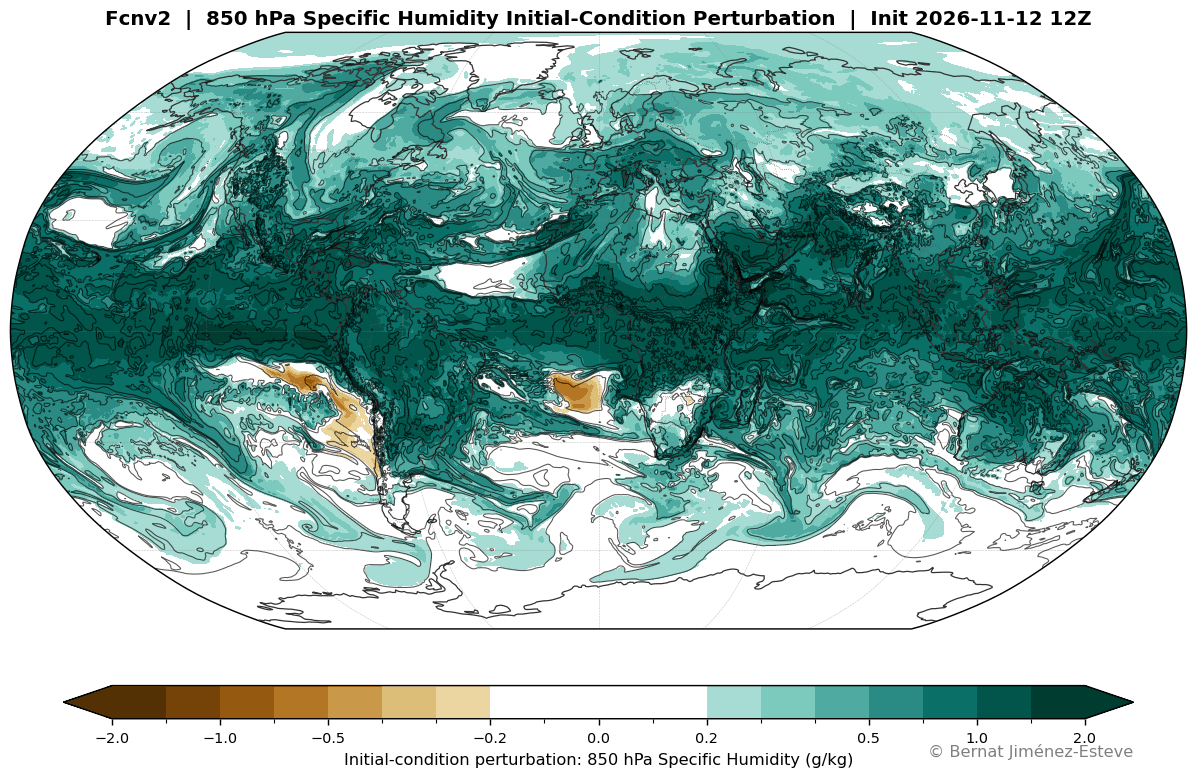 Fcnv2 | 850 hPa Specific Humidity Initial-Condition Perturbation | Init 2026-11-12 12Z
−2.0 −1.0 −0.5 −0.2 0.0 0.2 0.5 1.0 2.0
Initial-condition perturbation: 850 hPa Specific Humidity (g/kg)
© Bernat Jiménez-Esteve